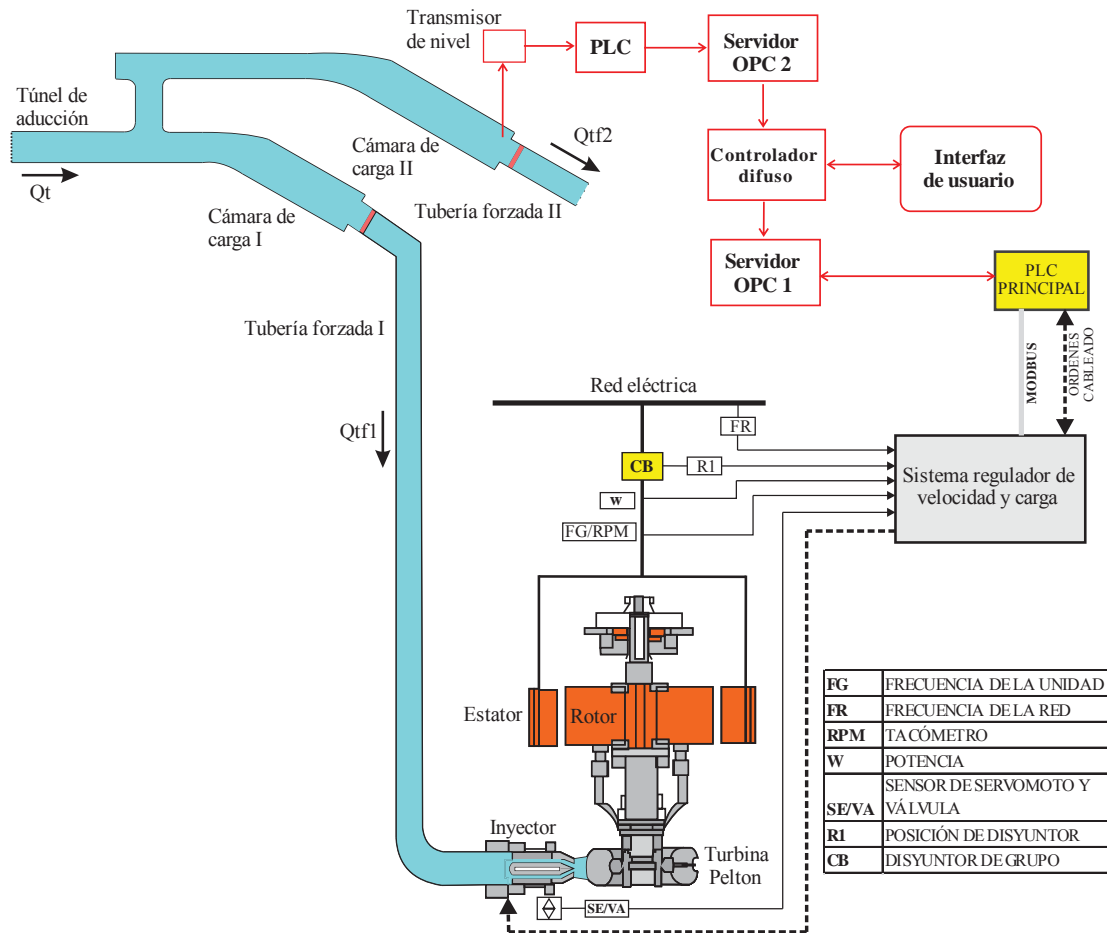 Transmisor
de nivel
PLC
Servidor
OPC 2
Túnel de
aducción
Qt
Cámara de
carga II
Qtf2
Controlador
difuso
Interfaz
de usuario
Cámara de
carga I
Tubería forzada II
Servidor
OPC 1
PLC
PRINCIPAL
Tubería forzada I
MODBUS
ORDENES
CABLEADO
Red eléctrica
Qtf1
FR
CB
R1
Sistema regulador de
velocidad y carga
W
FG/RPM
Estator
Rotor
Inyector
Turbina
Pelton
SE/VA
FG FRECUENCIA DE LA UNIDAD
FR FRECUENCIA DE LA RED
RPM TACÓMETRO
W POTENCIA
SE/VA SENSOR DE SERVOMOTO Y
VÁLVULA
R1 POSICIÓN DE DISYUNTOR
CB DISYUNTOR DE GRUPO